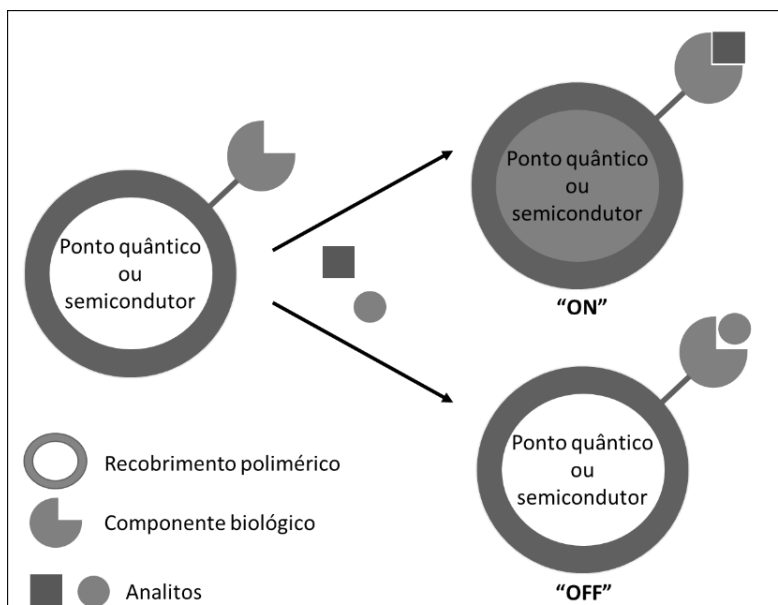 Ponto quântico
ou
semicondutor
Ponto quântico
ou
semicondutor
"ON"
Ponto quântico
ou
semicondutor
"OFF"
Recobrimento polimérico
Componente biológico
Analitos